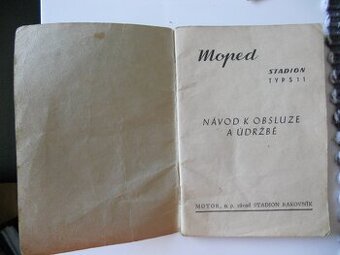 Moped
STADION
TYP S 11
NÁVOD K OBSLUZE
A ÚDRŽBĚ
MOTOR, n. p. závod STADION RAKOVNÍK